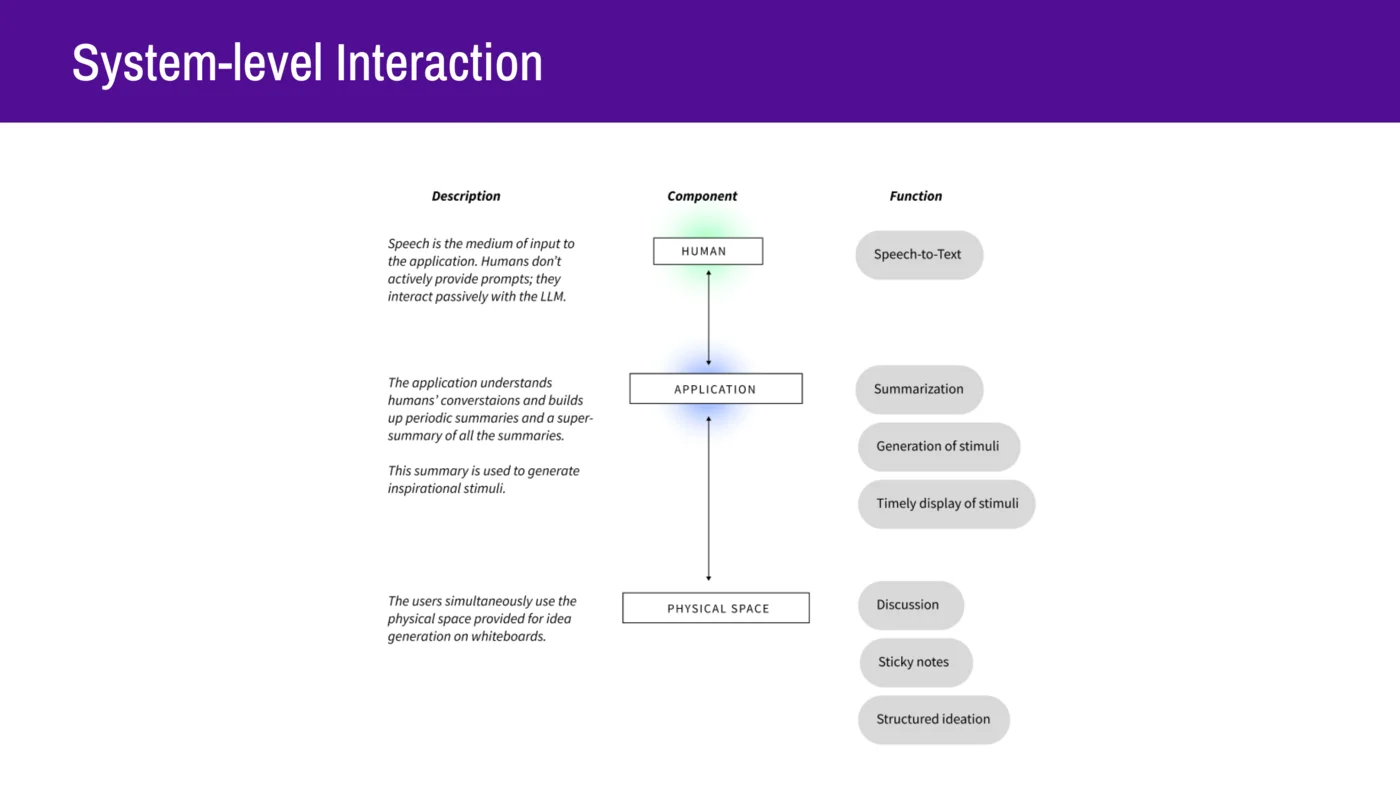 System-level Interaction
Description
Component
Function
Speech is the medium of input to
the application. Humans don't
actively provide prompts; they
interact passively with the LLM.
HUMAN
Speech-to-Text
The application understands
humans' converstaions and builds
up periodic summaries and a super-
summary of all the summaries.
This summary is used to generate
inspirational stimuli.
APPLICATION
Summarization
Generation of stimuli
Timely display of stimuli
The users simultaneously use the
physical space provided for idea
generation on whiteboards.
PHYSICAL SPACE
Discussion
Sticky notes
Structured ideation